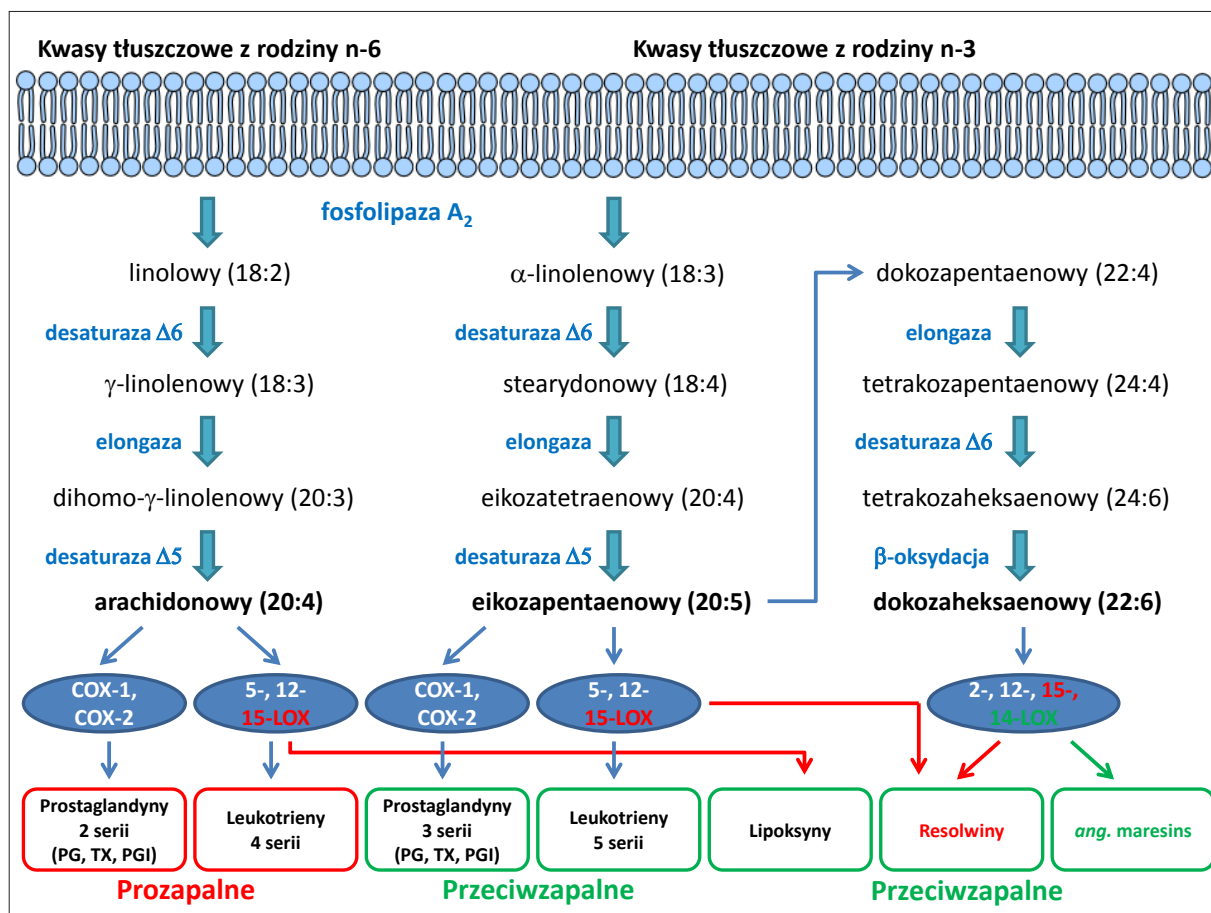 Kwasy tłuszczowe z rodziny n-6
Kwasy tłuszczowe z rodziny n-3
fosfolipaza A₂
linolowy (18:2)
α-linolenowy (18:3)
dokozapentaenowy (22:4)
desaturaza Δ6
desaturaza Δ6
elongaza
γ-linolenowy (18:3)
stearydonowy (18:4)
tetrakozapentaenowy (24:4)
elongaza
elongaza
desaturaza Δ6
dihomo-γ-linolenowy (20:3)
eikozatetraenowy (20:4)
tetrakozaheksaenowy (24:6)
desaturaza Δ5
desaturaza Δ5
β-oksydacja
arachidonowy (20:4)
eikozapentaenowy (20:5)
dokozaheksaenowy (22:6)
COX-1,
COX-2
5-, 12-
15-LOX
COX-1,
COX-2
5-, 12-
15-LOX
2-, 12-, 15-,
14-LOX
Prostaglandyny
2 serii
(PG, TX, PGI)
Leukotrieny
4 serii
Prostaglandyny
3 serii
(PG, TX, PGI)
Leukotrieny
5 serii
Lipoksyny
Resolwiny
ang. maresins
Prozapalne
Przeciwzapalne
Przeciwzapalne